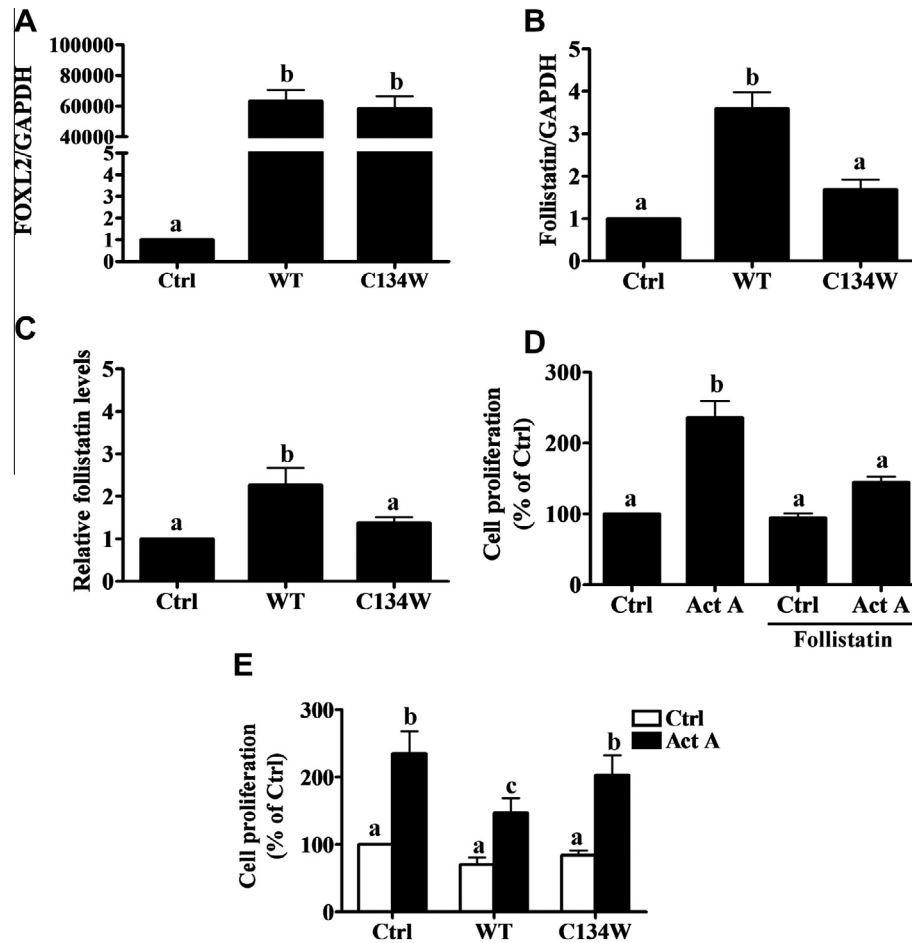 A
FOXL2/GAPDH
100000
80000
60000
40000
5
4
3
2
1
0
a
b
b
Ctrl
WT
C134W
B
Follistatin/GAPDH
5
4
3
2
1
0
a
b
a
Ctrl
WT
C134W
C
Relative follistatin levels
5
4
3
2
1
0
a
b
a
Ctrl
WT
C134W
D
Cell proliferation
(% of Ctrl)
300
200
100
0
a
b
a
a
Ctrl
Act A
Ctrl
Act A
Follistatin
E
Cell proliferation
(% of Ctrl)
300
200
100
0
a
b
a
c
a
b
Ctrl
Act A
Ctrl
WT
C134W